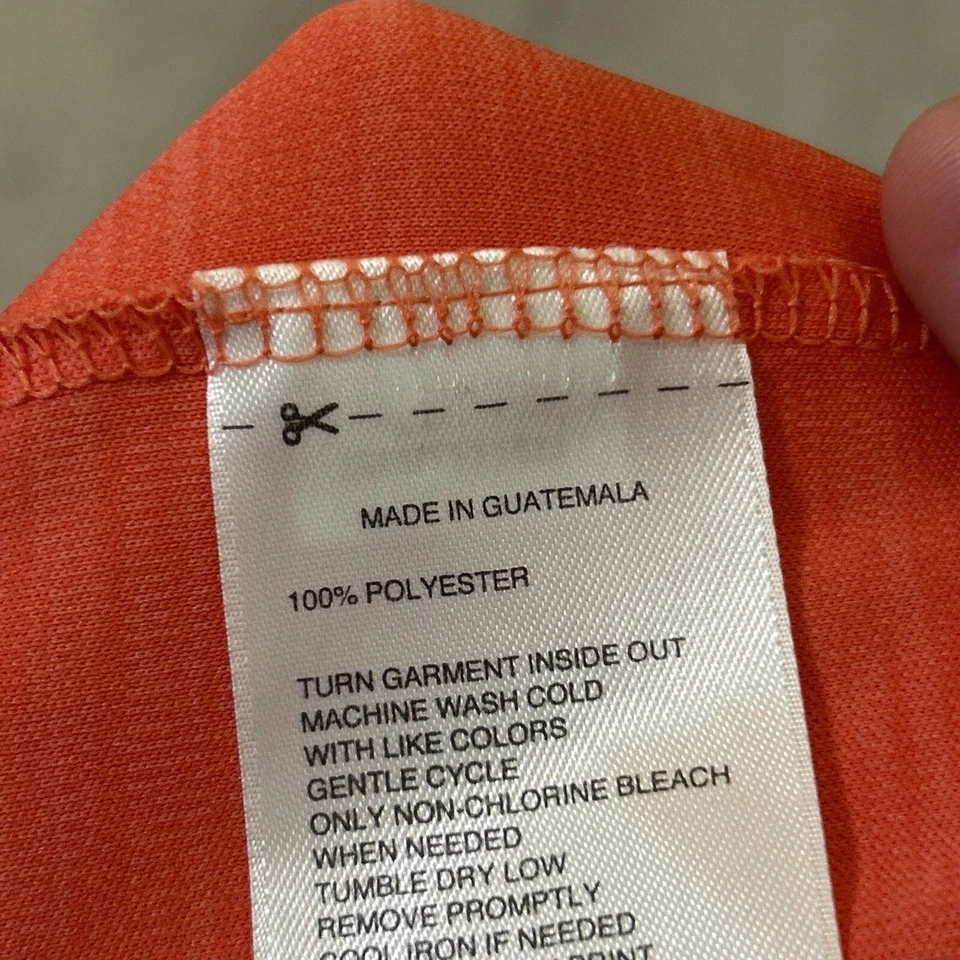 MADE IN GUATEMALA
100% POLYESTER
TURN GARMENT INSIDE OUT
MACHINE WASH COLD
WITH LIKE COLORS
GENTLE CYCLE
ONLY NON-CHLORINE BLEACH
WHEN NEEDED
TUMBLE DRY LOW
REMOVE PROMPTLY
COOL IRON IF NEEDED
PRINT